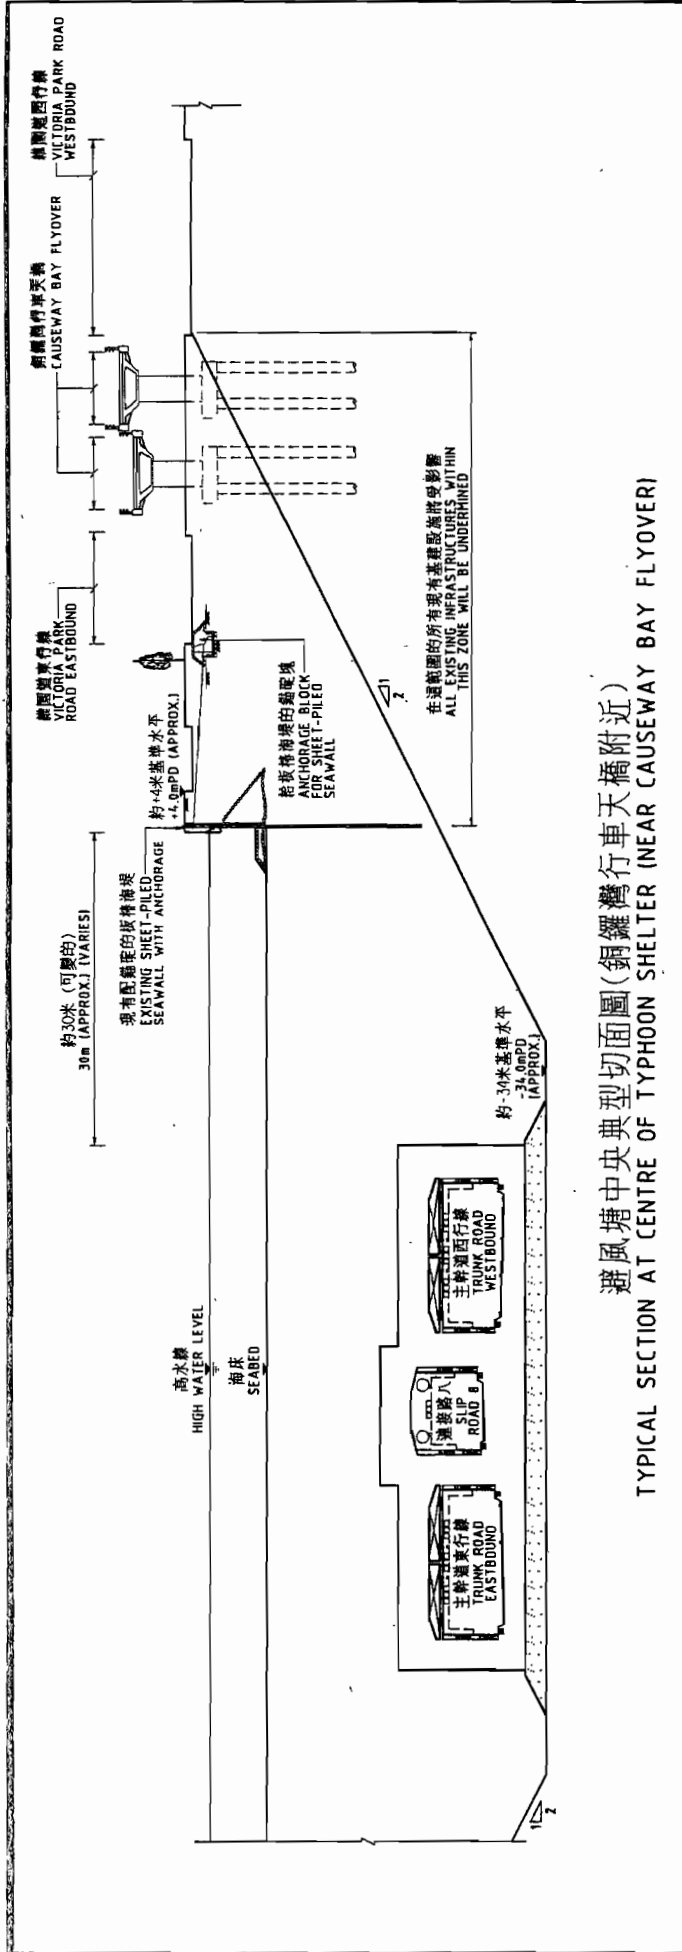 維園道西行線
VICTORIA PARK ROAD
WESTBOUND
銅鑼灣行車天橋
CAUSEWAY BAY FLYOVER
維園道東行線
VICTORIA PARK
ROAD EASTBOUND
約+4米基準水平
+4.0mPD (APPROX.)
約30米 (可變的)
30m (APPROX.) (VARIES)
現有配錨碇的板樁海堤
EXISTING SHEET-PILED
SEAWALL WITH ANCHORAGE
給板樁海堤的錨碇塊
ANCHORAGE BLOCK
FOR SHEET-PILED
SEAWALL
在這範圍的所有現有基建設施將受影響
ALL EXISTING INFRASTRUCTURES WITHIN
THIS ZONE WILL BE UNDERMINED
1
2
高水線
HIGH WATER LEVEL
海床
SEABED
約-34米基準水平
-34.0mPD
(APPROX.)
主幹道東行線
TRUNK ROAD
EASTBOUND
連接路八
SLIP
ROAD 8
主幹道西行線
TRUNK ROAD
WESTBOUND
1
2
避風塘中央典型切面圖(銅鑼灣行車天橋附近)
TYPICAL SECTION AT CENTRE OF TYPHOON SHELTER (NEAR CAUSEWAY BAY FLYOVER)